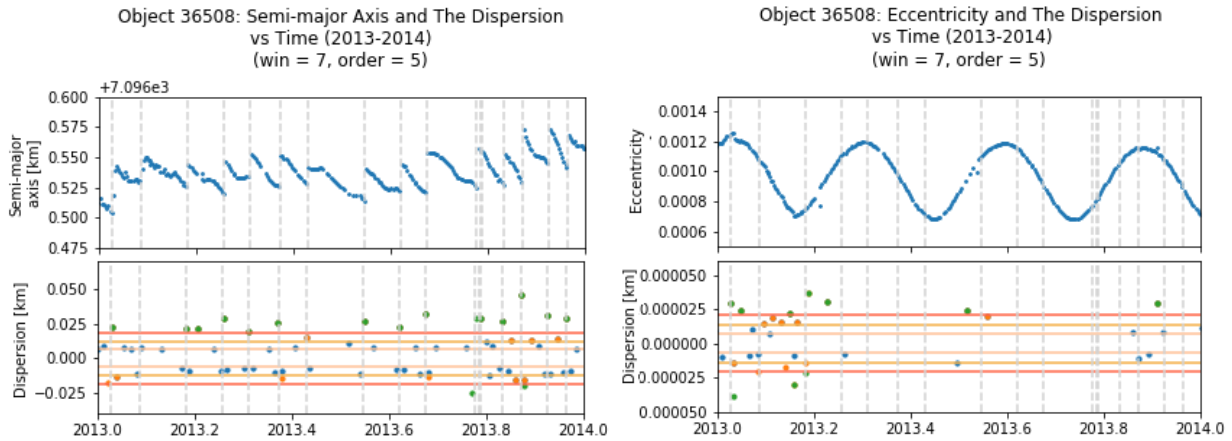 Object 36508: Semi-major Axis and The Dispersion
vs Time (2013-2014)
(win = 7, order = 5)
+7.096e3
0.600
0.575
0.550
0.525
0.500
0.475
Semi-major
axis [km]
0.050
0.025
0.000
−0.025
Dispersion [km]
2013.0 2013.2 2013.4 2013.6 2013.8 2014.0
Object 36508: Eccentricity and The Dispersion
vs Time (2013-2014)
(win = 7, order = 5)
0.0014
0.0012
0.0010
0.0008
0.0006
Eccentricity
0.000050
0.000025
0.000000
0.000025
0.000050
Dispersion [km]
2013.0 2013.2 2013.4 2013.6 2013.8 2014.0